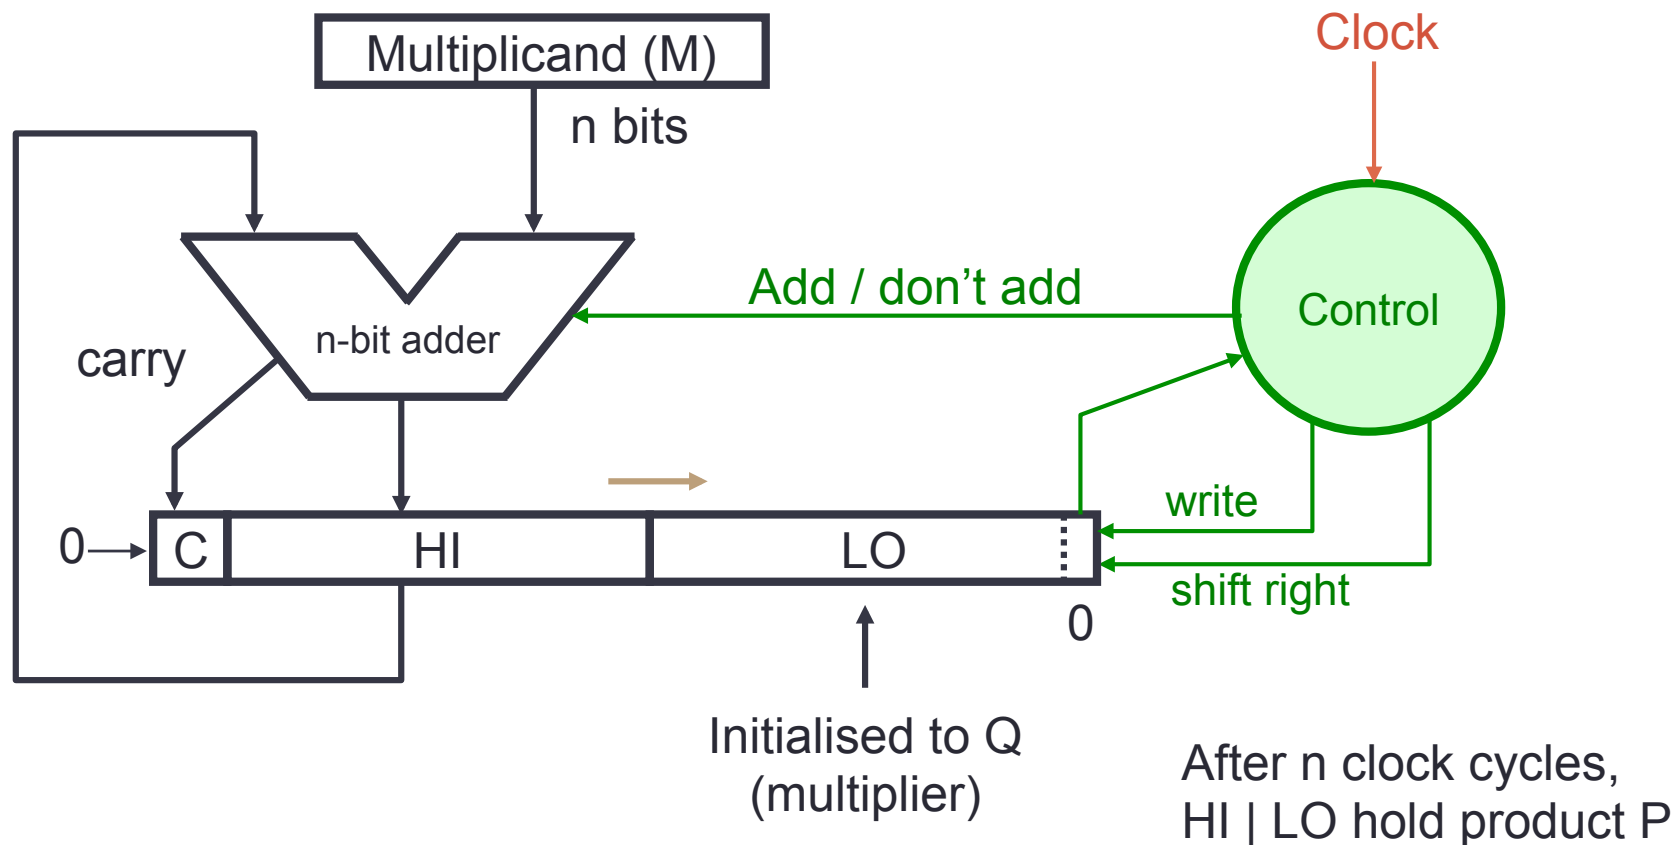 Multiplicand (M)
Clock
n bits
Add / don’t add
Control
n-bit adder
carry
write
0
C
HI
LO
shift right
0
Initialised to Q
(multiplier)
After n clock cycles,
HI | LO hold product P